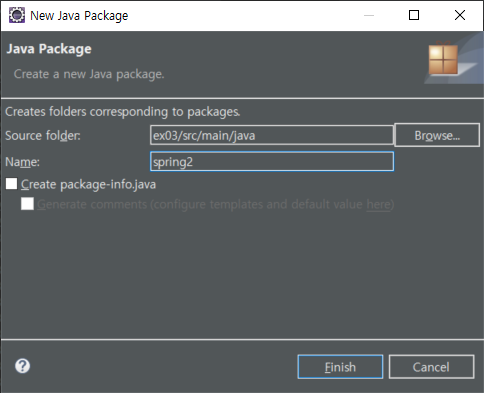 New Java Package
Java Package
Create a new Java package.
Creates folders corresponding to packages.
Source folder: ex03/src/main/java Browse...
Name: spring2
Create package-info.java
Generate comments (configure templates and default value here)
Finish Cancel